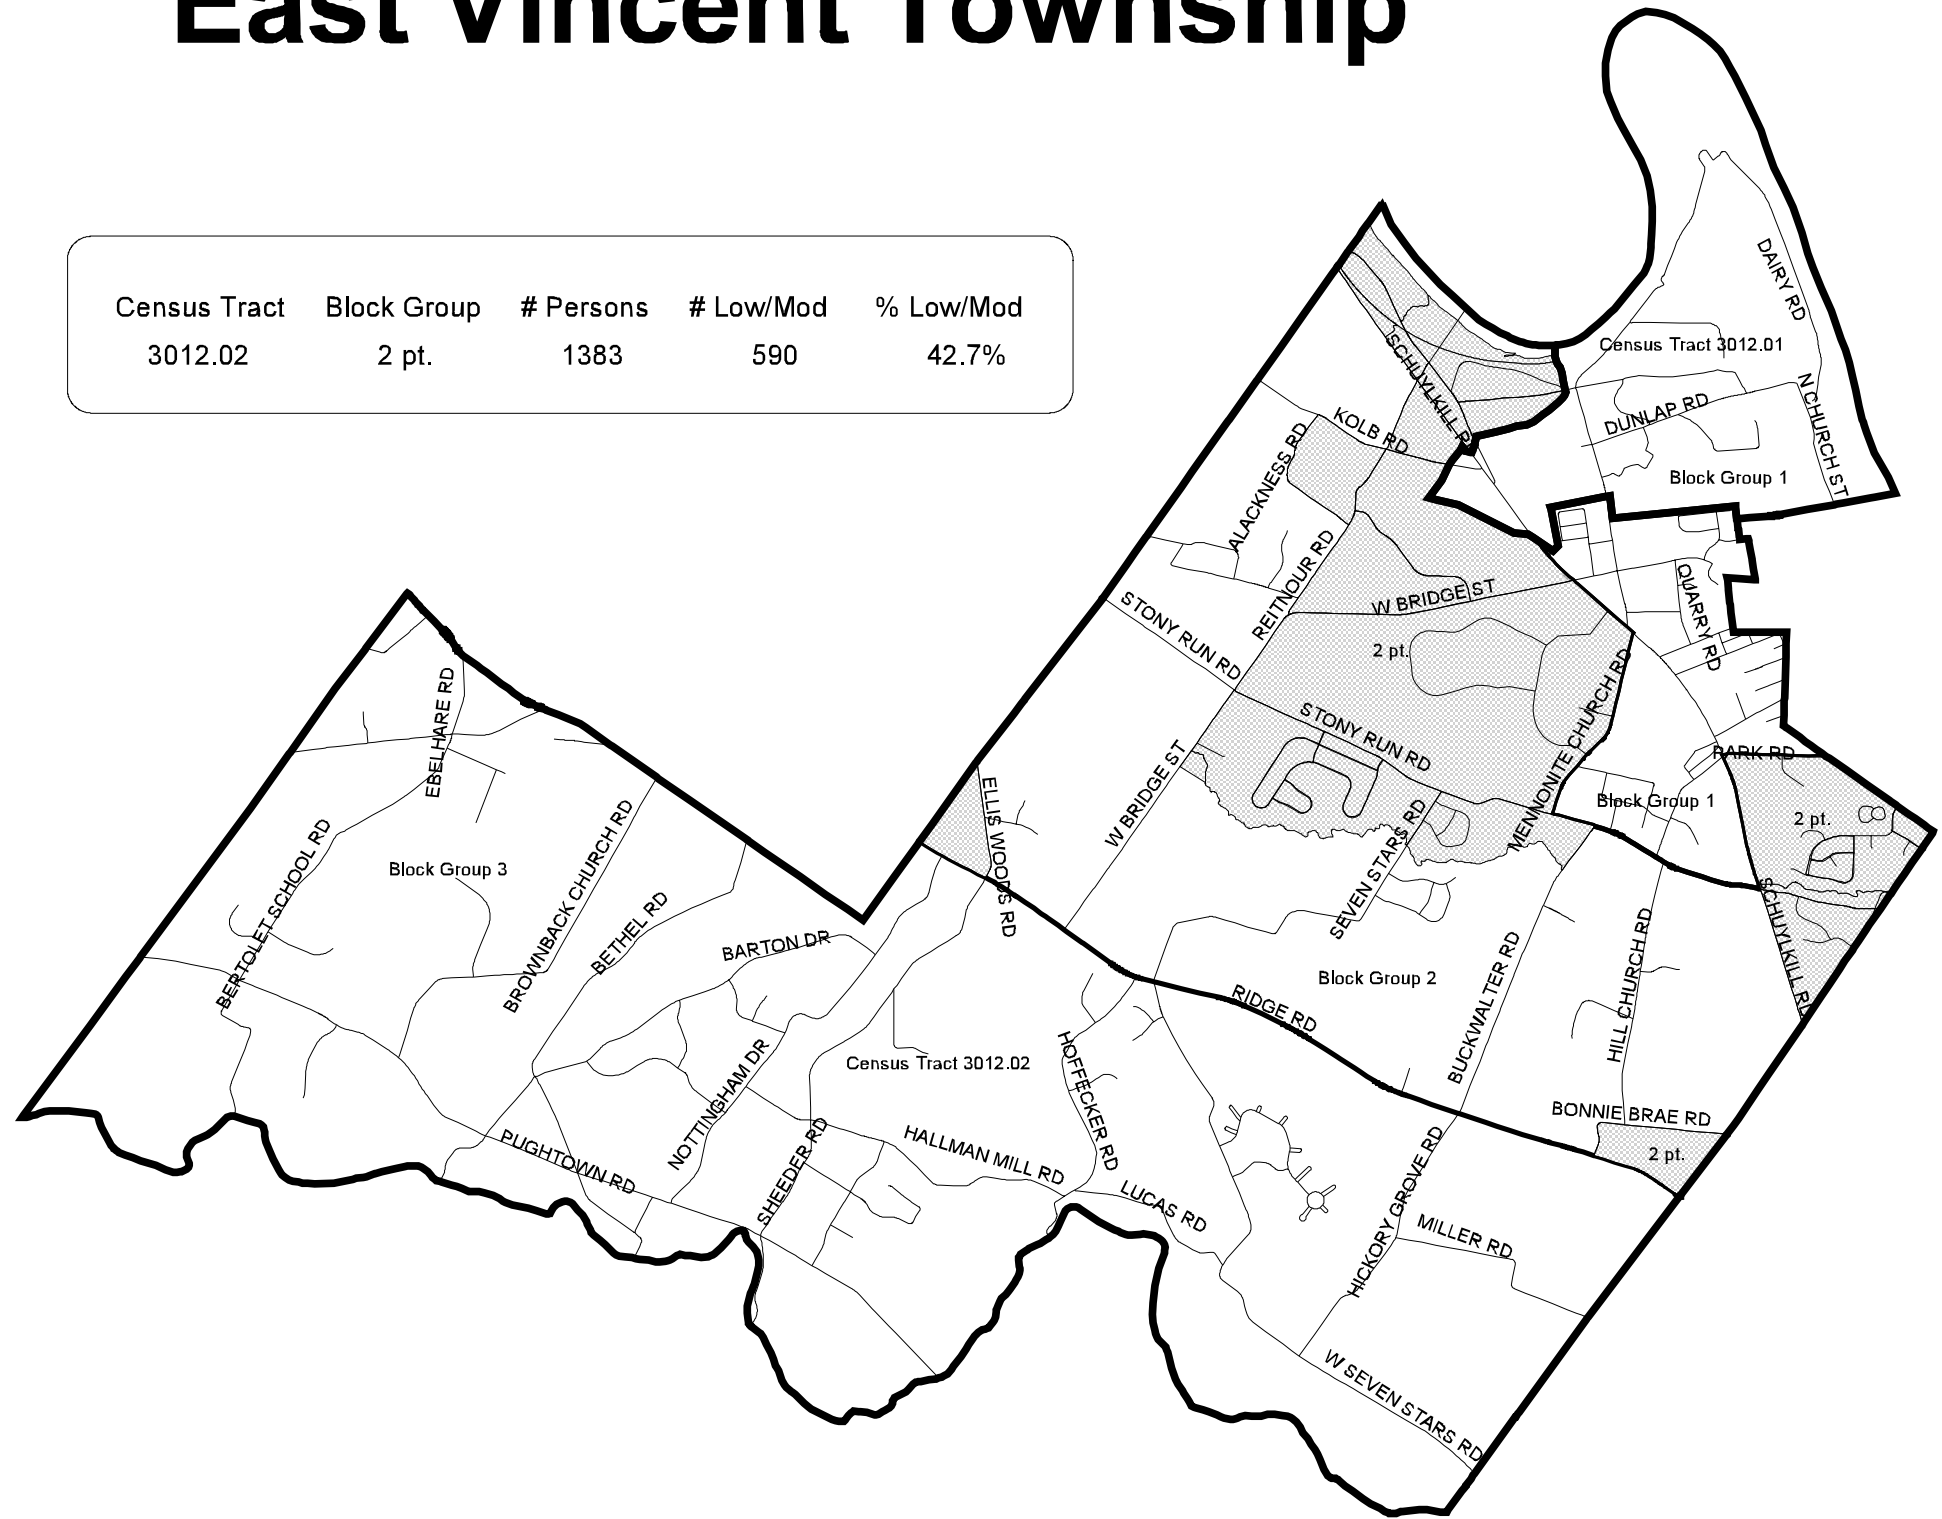 East Vincent Township
Census Tract Block Group # Persons # Low/Mod % Low/Mod
3012.02 2 pt. 1383 590 42.7%
DAIRY RD
Census Tract 3012.01
SCHUYLKILL R
N CHURCH ST
DUNLAP RD
KOLB RD
ALACKNESS RD
Block Group 1
REITNOUR RD
W BRIDGE ST
QUARRY RD
STONY RUN RD
2 pt.
MENNONITE CHURCH RD
EBELHARE RD
STONY RUN RD
PARK RD
W BRIDGE ST
ELLIS WOODS RD
Block Group 1
2 pt.
SEVEN STARS RD
BROWNBACK CHURCH RD
BERTOLET SCHOOL RD
Block Group 3
BETHEL RD
SCHUYLKILL RD
BARTON DR
HILL CHURCH RD
BUCKWALTER RD
Block Group 2
RIDGE RD
HOFFECKER RD
NOTTINGHAM DR
Census Tract 3012.02
BONNIE BRAE RD
PUGHTOWN RD
SHEEDER RD
HALLMAN MILL RD
HICKORY GROVE RD
2 pt.
LUCAS RD
MILLER RD
W SEVEN STARS RD